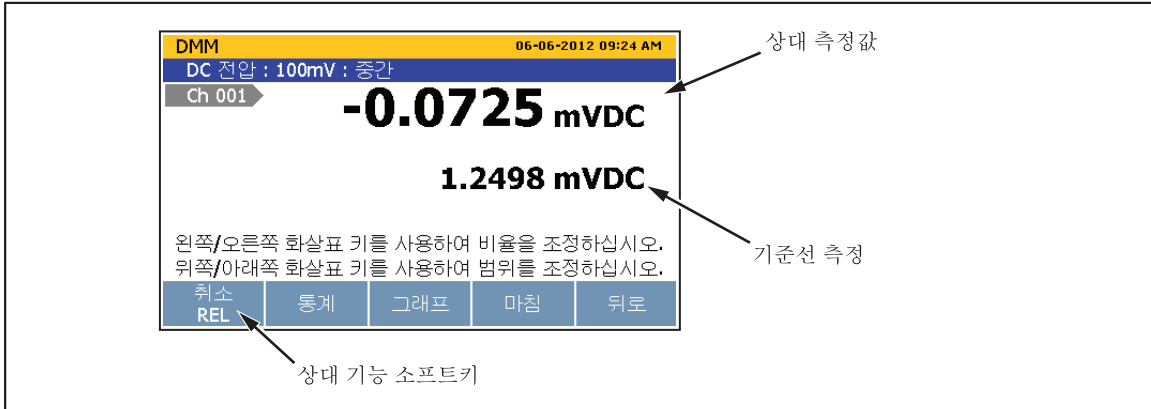 DMM 06-06-2012 09:24 AM
상대 측정값
DC 전압 : 100mV : 중간
Ch 001
-0.0725 mVDC
1.2498 mVDC
기준선 측정
왼쪽/오른쪽 화살표 키를 사용하여 비율을 조정하십시오.
위쪽/아래쪽 화살표 키를 사용하여 범위를 조정하십시오.
취소 REL 통계 그래프 마침 뒤로
상대 기능 소프트키